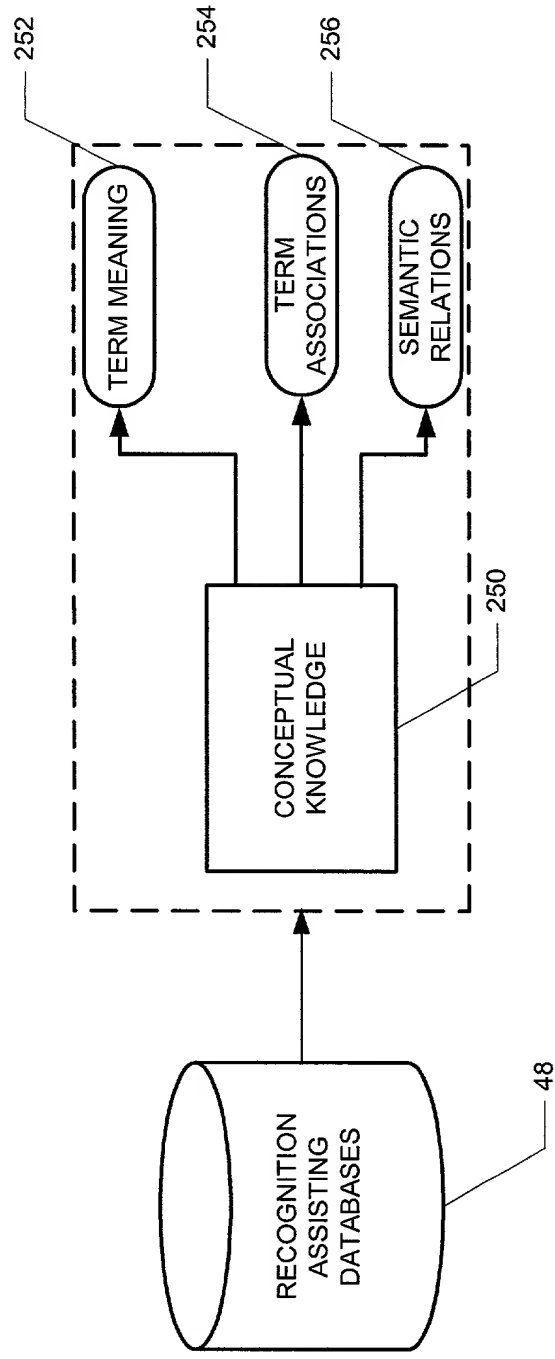 RECOGNITION
ASSISTING
DATABASES
48
CONCEPTUAL
KNOWLEDGE
250
TERM MEANING
252
TERM
ASSOCIATIONS
254
SEMANTIC
RELATIONS
256